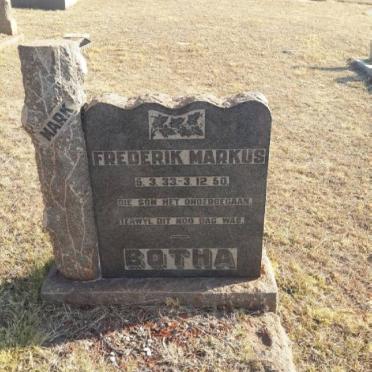 MARK
FREDERIK MARKUS
5.3.33-3.12.50
DIE SON HET ONDERGEGAAN
TERWYL DIT NOG DAG WAS
BOTHA